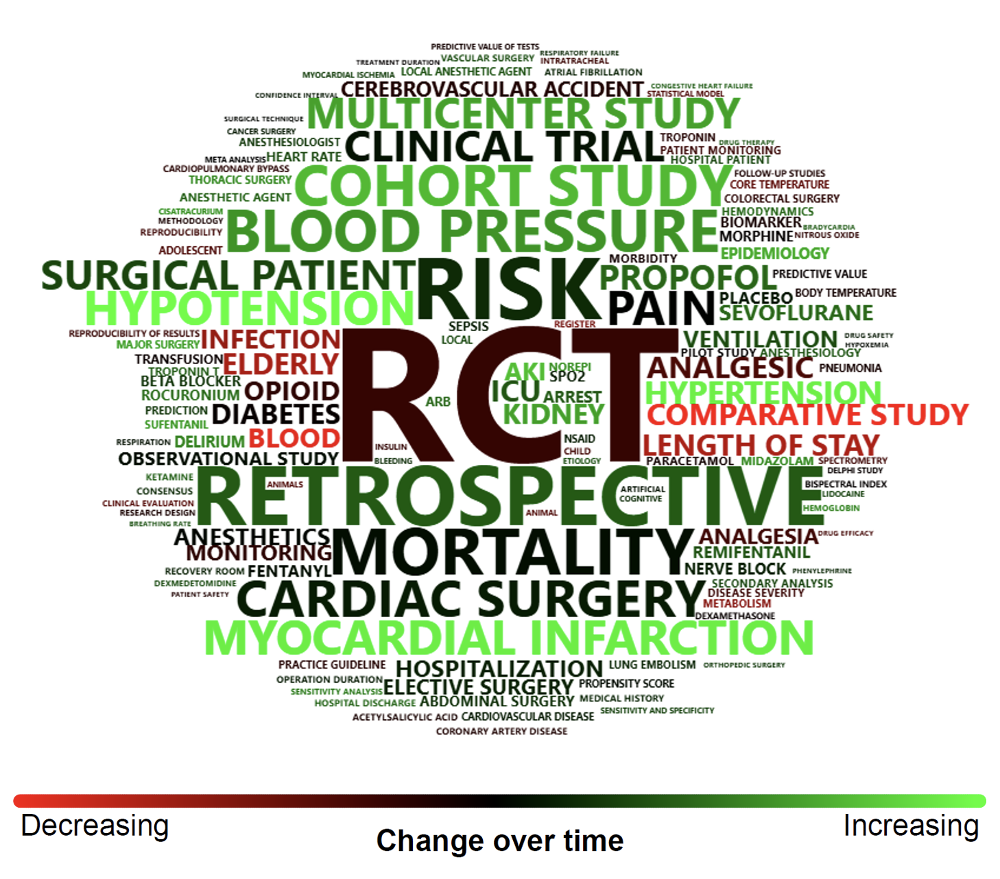 PREDICTIVE VALUE OF TESTS
RESPIRATORY FAILURE
TREATMENT DURATION
VASCULAR SURGERY
INTRATRACHEAL
MYOCARDIAL ISCHEMIA
LOCAL ANESTHETIC AGENT
ATRIAL FIBRILLATION
CONFIDENCE INTERVAL
CEREBROVASCULAR ACCIDENT
CONGESTIVE HEART FAILURE
STATISTICAL MODEL
MULTICENTER STUDY
SURGICAL TECHNIQUE
CANCER SURGERY
ANESTHESIOLOGIST
CLINICAL TRIAL
TROPONIN
DRUG THERAPY
PATIENT MONITORING
META ANALYSIS
HEART RATE
HOSPITAL PATIENT
CARDIOPULMONARY BYPASS
THORACIC SURGERY
COHORT STUDY
FOLLOW-UP STUDIES
CORE TEMPERATURE
ANESTHETIC AGENT
COLORECTAL SURGERY
CISATRACURIUM
METHODOLOGY
REPRODUCIBILITY
BLOOD PRESSURE
HEMODYNAMICS
BIOMARKER
BRADYCARDIA
MORPHINE
NITROUS OXIDE
ADOLESCENT
EPIDEMIOLOGY
SURGICAL PATIENT
RISK
MORBIDITY
PROPOFOL
PREDICTIVE VALUE
HYPOTENSION
PAIN
PLACEBO
BODY TEMPERATURE
SEVOFLURANE
SEPSIS
REGISTER
REPRODUCIBILITY OF RESULTS
MAJOR SURGERY
INFECTION
LOCAL
VENTILATION
DRUG SAFETY
HYPOXEMIA
PILOT STUDY
ANESTHESIOLOGY
TRANSFUSION
ELDERLY
TROPONIN T
RCT
AKI
NOREPI
SPO2
ANALGESIC
PNEUMONIA
BETA BLOCKER
ROCURONIUM
OPIOID
ARB
ICU
ARREST
HYPERTENSION
PREDICTION
DIABETES
KIDNEY
COMPARATIVE STUDY
SUFENTANIL
RESPIRATION
DELIRIUM
BLOOD
INSULIN
NSAID
CHILD
LENGTH OF STAY
OBSERVATIONAL STUDY
BLEEDING
ETIOLOGY
PARACETAMOL
MIDAZOLAM
SPECTROMETRY
DELPHI STUDY
KETAMINE
CONSENSUS
RETROSPECTIVE
ANIMALS
ARTIFICIAL
COGNITIVE
BISPECTRAL INDEX
LIDOCAINE
CLINICAL EVALUATION
RESEARCH DESIGN
ANIMAL
HEMOGLOBIN
BREATHING RATE
ANESTHETICS
MORTALITY
ANALGESIA
DRUG EFFICACY
MONITORING
REMIFENTANIL
RECOVERY ROOM
FENTANYL
NERVE BLOCK
PHENYLEPHRINE
DEXMEDETOMIDINE
PATIENT SAFETY
CARDIAC SURGERY
SECONDARY ANALYSIS
DISEASE SEVERITY
METABOLISM
DEXAMETHASONE
MYOCARDIAL INFARCTION
PRACTICE GUIDELINE
HOSPITALIZATION
LUNG EMBOLISM
ORTHOPEDIC SURGERY
OPERATION DURATION
ELECTIVE SURGERY
PROPENSITY SCORE
SENSITIVITY ANALYSIS
HOSPITAL DISCHARGE
ABDOMINAL SURGERY
MEDICAL HISTORY
SENSITIVITY AND SPECIFICITY
ACETYLSALICYLIC ACID
CARDIOVASCULAR DISEASE
CORONARY ARTERY DISEASE
Decreasing
Change over time
Increasing